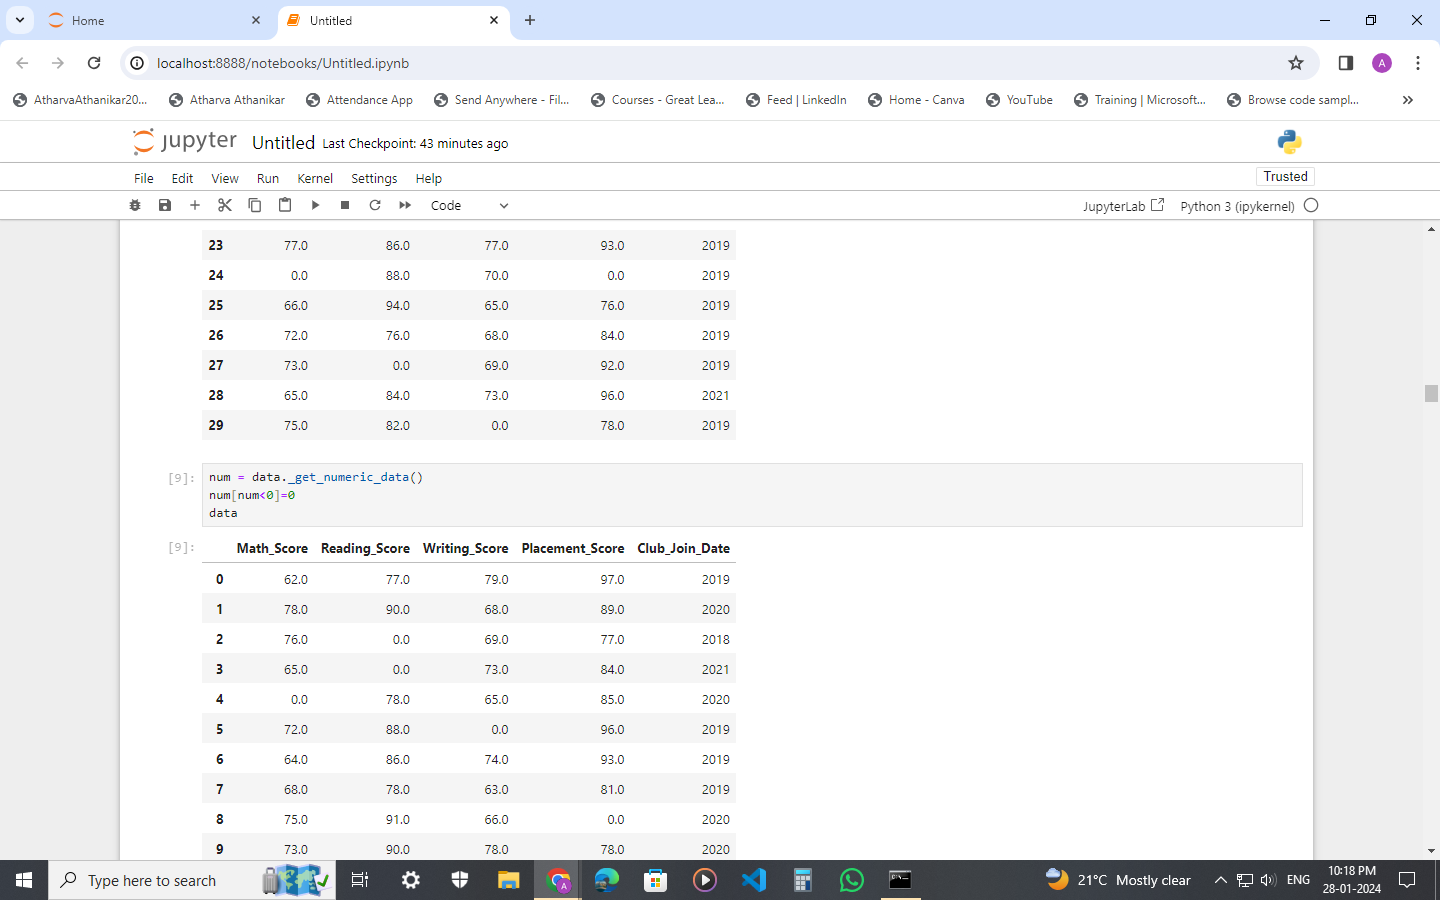 Home
Untitled
localhost:8888/notebooks/Untitled.ipynb
A
AtharvaAthanikar20...
Atharva Athanikar
Attendance App
Send Anywhere - Fil...
Courses - Great Lea...
Feed | LinkedIn
Home - Canva
YouTube
Training | Microsoft...
Browse code sampl...
jupyter Untitled Last Checkpoint: 43 minutes ago
File Edit View Run Kernel Settings Help
Trusted
Code
JupyterLab
Python 3 (ipykernel)
23 77.0 86.0 77.0 93.0 2019
24 0.0 88.0 70.0 0.0 2019
25 66.0 94.0 65.0 76.0 2019
26 72.0 76.0 68.0 84.0 2019
27 73.0 0.0 69.0 92.0 2019
28 65.0 84.0 73.0 96.0 2021
29 75.0 82.0 0.0 78.0 2019
[9]: num = data._get_numeric_data()
num[num<0]=0
data
[9]: Math_Score Reading_Score Writing_Score Placement_Score Club_Join_Date
0 62.0 77.0 79.0 97.0 2019
1 78.0 90.0 68.0 89.0 2020
2 76.0 0.0 69.0 77.0 2018
3 65.0 0.0 73.0 84.0 2021
4 0.0 78.0 65.0 85.0 2020
5 72.0 88.0 0.0 96.0 2019
6 64.0 86.0 74.0 93.0 2019
7 68.0 78.0 63.0 81.0 2019
8 75.0 91.0 66.0 0.0 2020
9 73.0 90.0 78.0 78.0 2020
Type here to search
A
21°C Mostly clear
ENG
10:18 PM
28-01-2024